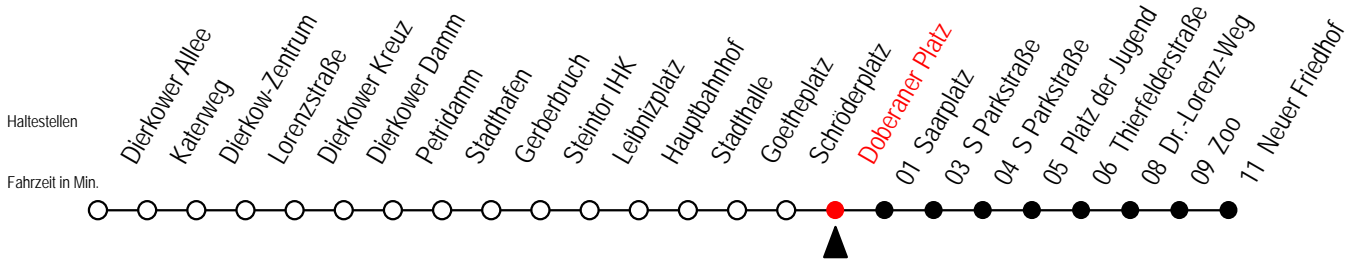 Haltestellen
Fahrzeit in Min.
Dierkower Allee
Katerweg
Dierkow-Zentrum
Lorenzstraße
Dierkower Kreuz
Dierkower Damm
Petridamm
Stadthafen
Gerberbruch
Steintor IHK
Leibnizplatz
Hauptbahnhof
Stadthalle
Goetheplatz
Schröderplatz
Doberaner Platz
01 Saarplatz
03 S Parkstraße
04 S Parkstraße
05 Platz der Jugend
06 Thierfelderstraße
08 Dr.-Lorenz-Weg
09 Zoo
11 Neuer Friedhof